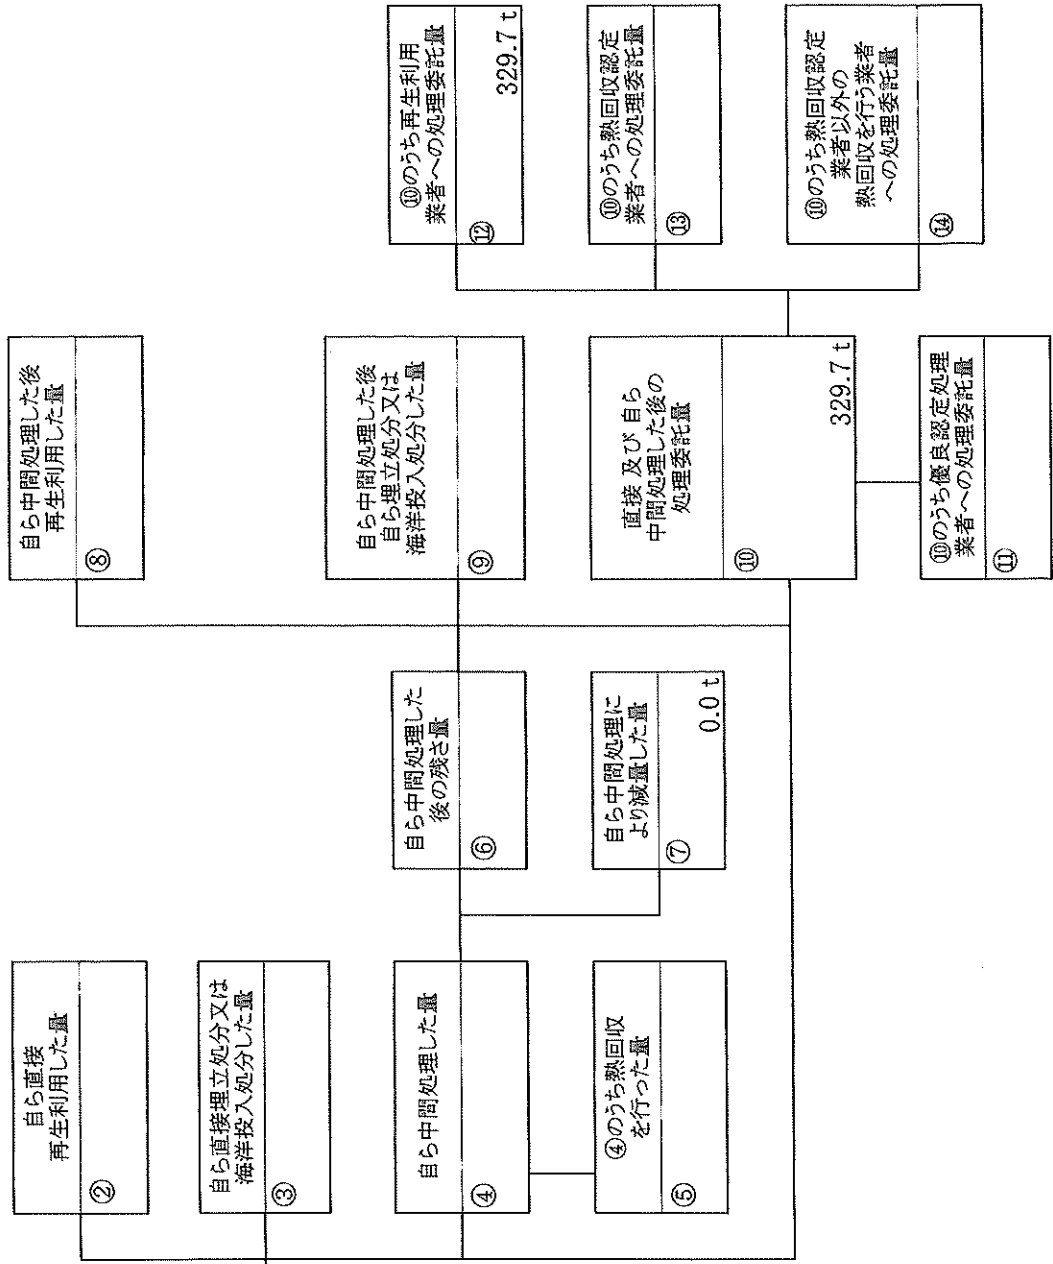 自ら直接
再生利用した量
②
自ら直接埋立処分又は
海洋投入処分した量
③
自ら中間処理した量
④
④のうち熱回収
を行った量
⑤
自ら中間処理した
後の残さ量
⑥
自ら中間処理に
より減量した量
⑦
0.0 t
自ら中間処理した後
再生利用した量
⑧
自ら中間処理した後
自ら埋立処分又は
海洋投入処分した量
⑨
直接 及び 自ら
中間処理した後の
処理委託量
⑩
329.7 t
⑩のうち優良認定処理
業者への処理委託量
⑪
⑩のうち再生利用
業者への処理委託量
⑫
329.7 t
⑩のうち熱回収認定
業者への処理委託量
⑬
⑩のうち熱回収認定
業者以外の
熱回収を行う業者
への処理委託量
⑭